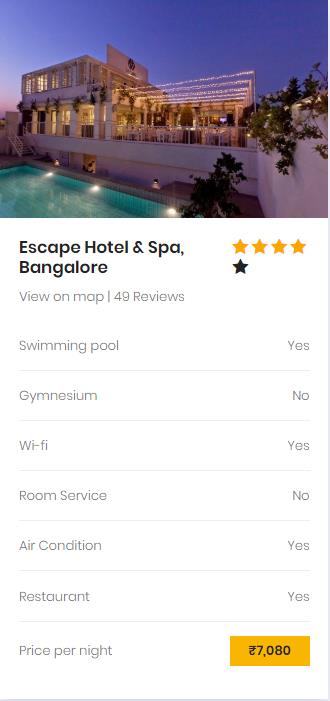 Escape Hotel & Spa,
Bangalore
View on map | 49 Reviews
Swimming pool Yes
Gymnesium No
Wi-fi Yes
Room Service No
Air Condition Yes
Restaurant Yes
Price per night ₹7,080